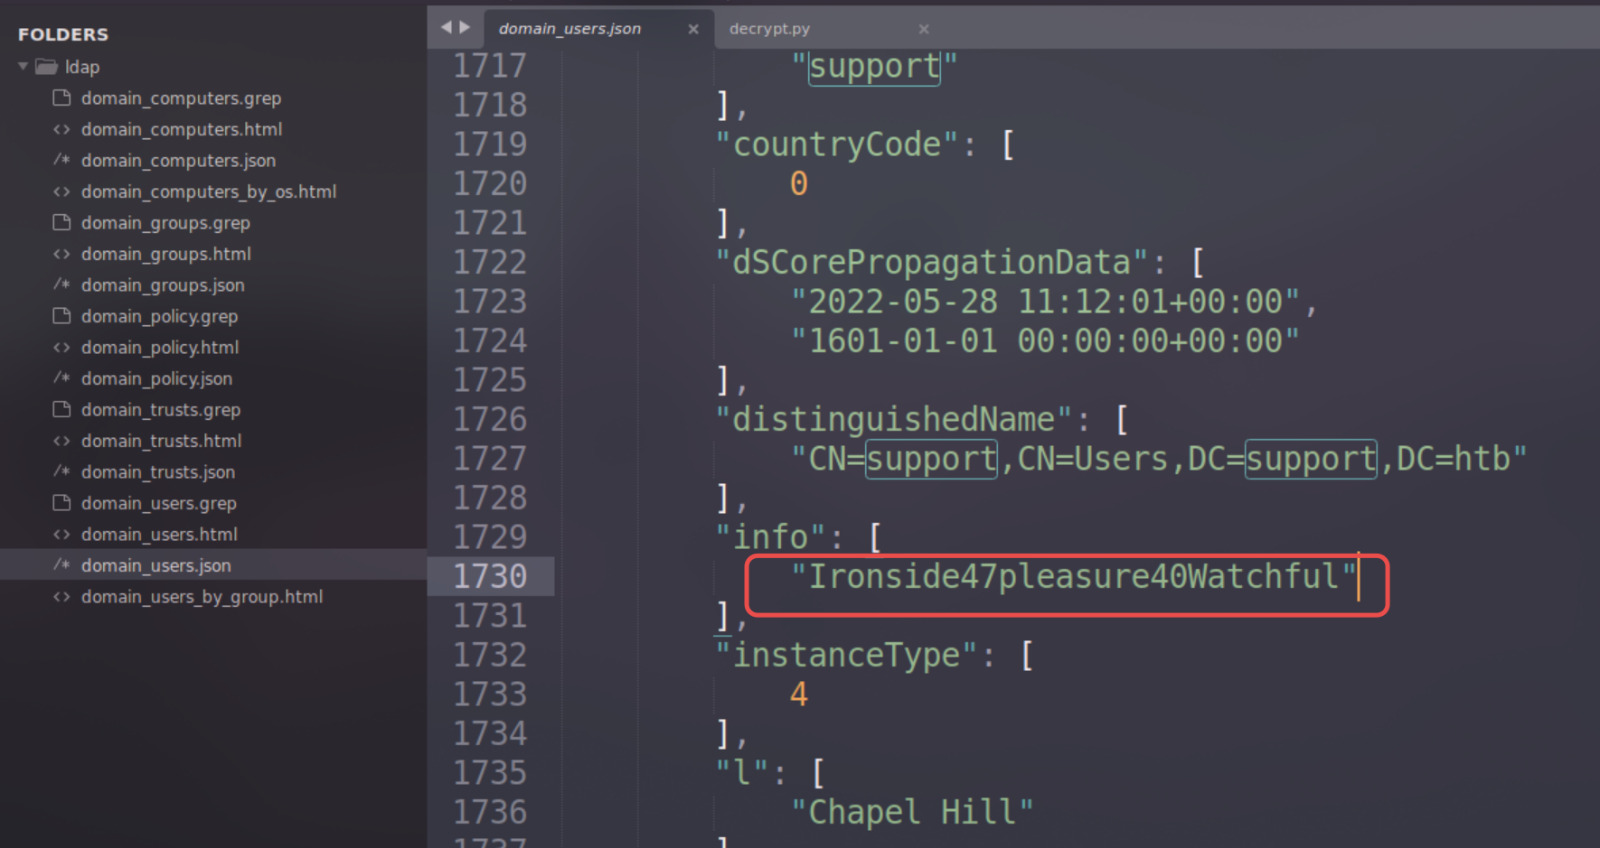 FOLDERS
ldap
domain_computers.grep
domain_computers.html
domain_computers.json
domain_computers_by_os.html
domain_groups.grep
domain_groups.html
domain_groups.json
domain_policy.grep
domain_policy.html
domain_policy.json
domain_trusts.grep
domain_trusts.html
domain_trusts.json
domain_users.grep
domain_users.html
domain_users.json
domain_users_by_group.html
domain_users.json × decrypt.py ×
1717 "support"
1718 ],
1719 "countryCode": [
1720 0
1721 ],
1722 "dSCorePropagationData": [
1723 "2022-05-28 11:12:01+00:00",
1724 "1601-01-01 00:00:00+00:00"
1725 ],
1726 "distinguishedName": [
1727 "CN=support,CN=Users,DC=support,DC=htb"
1728 ],
1729 "info": [
1730 "Ironside47pleasure40Watchful"
1731 ],
1732 "instanceType": [
1733 4
1734 ],
1735 "l": [
1736 "Chapel Hill"
1737 ]